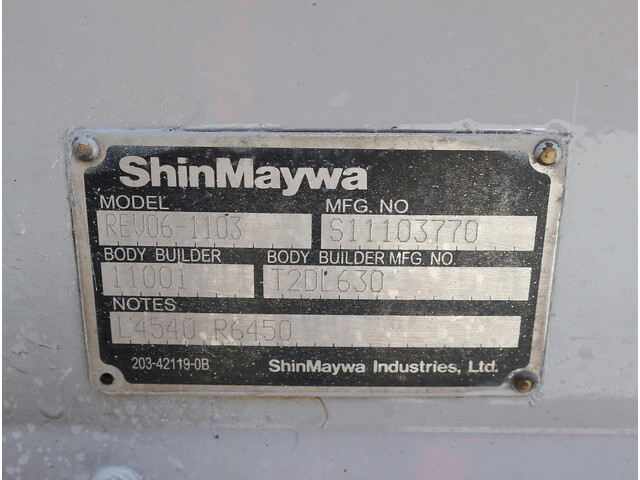 ShinMaywa
MODEL MFG. NO
REV06-1103 S11103770
BODY BUILDER BODY BUILDER MFG. NO.
11001 T2DL630
NOTES
L4540 R6450
203-42119-0B ShinMaywa Industries, Ltd.